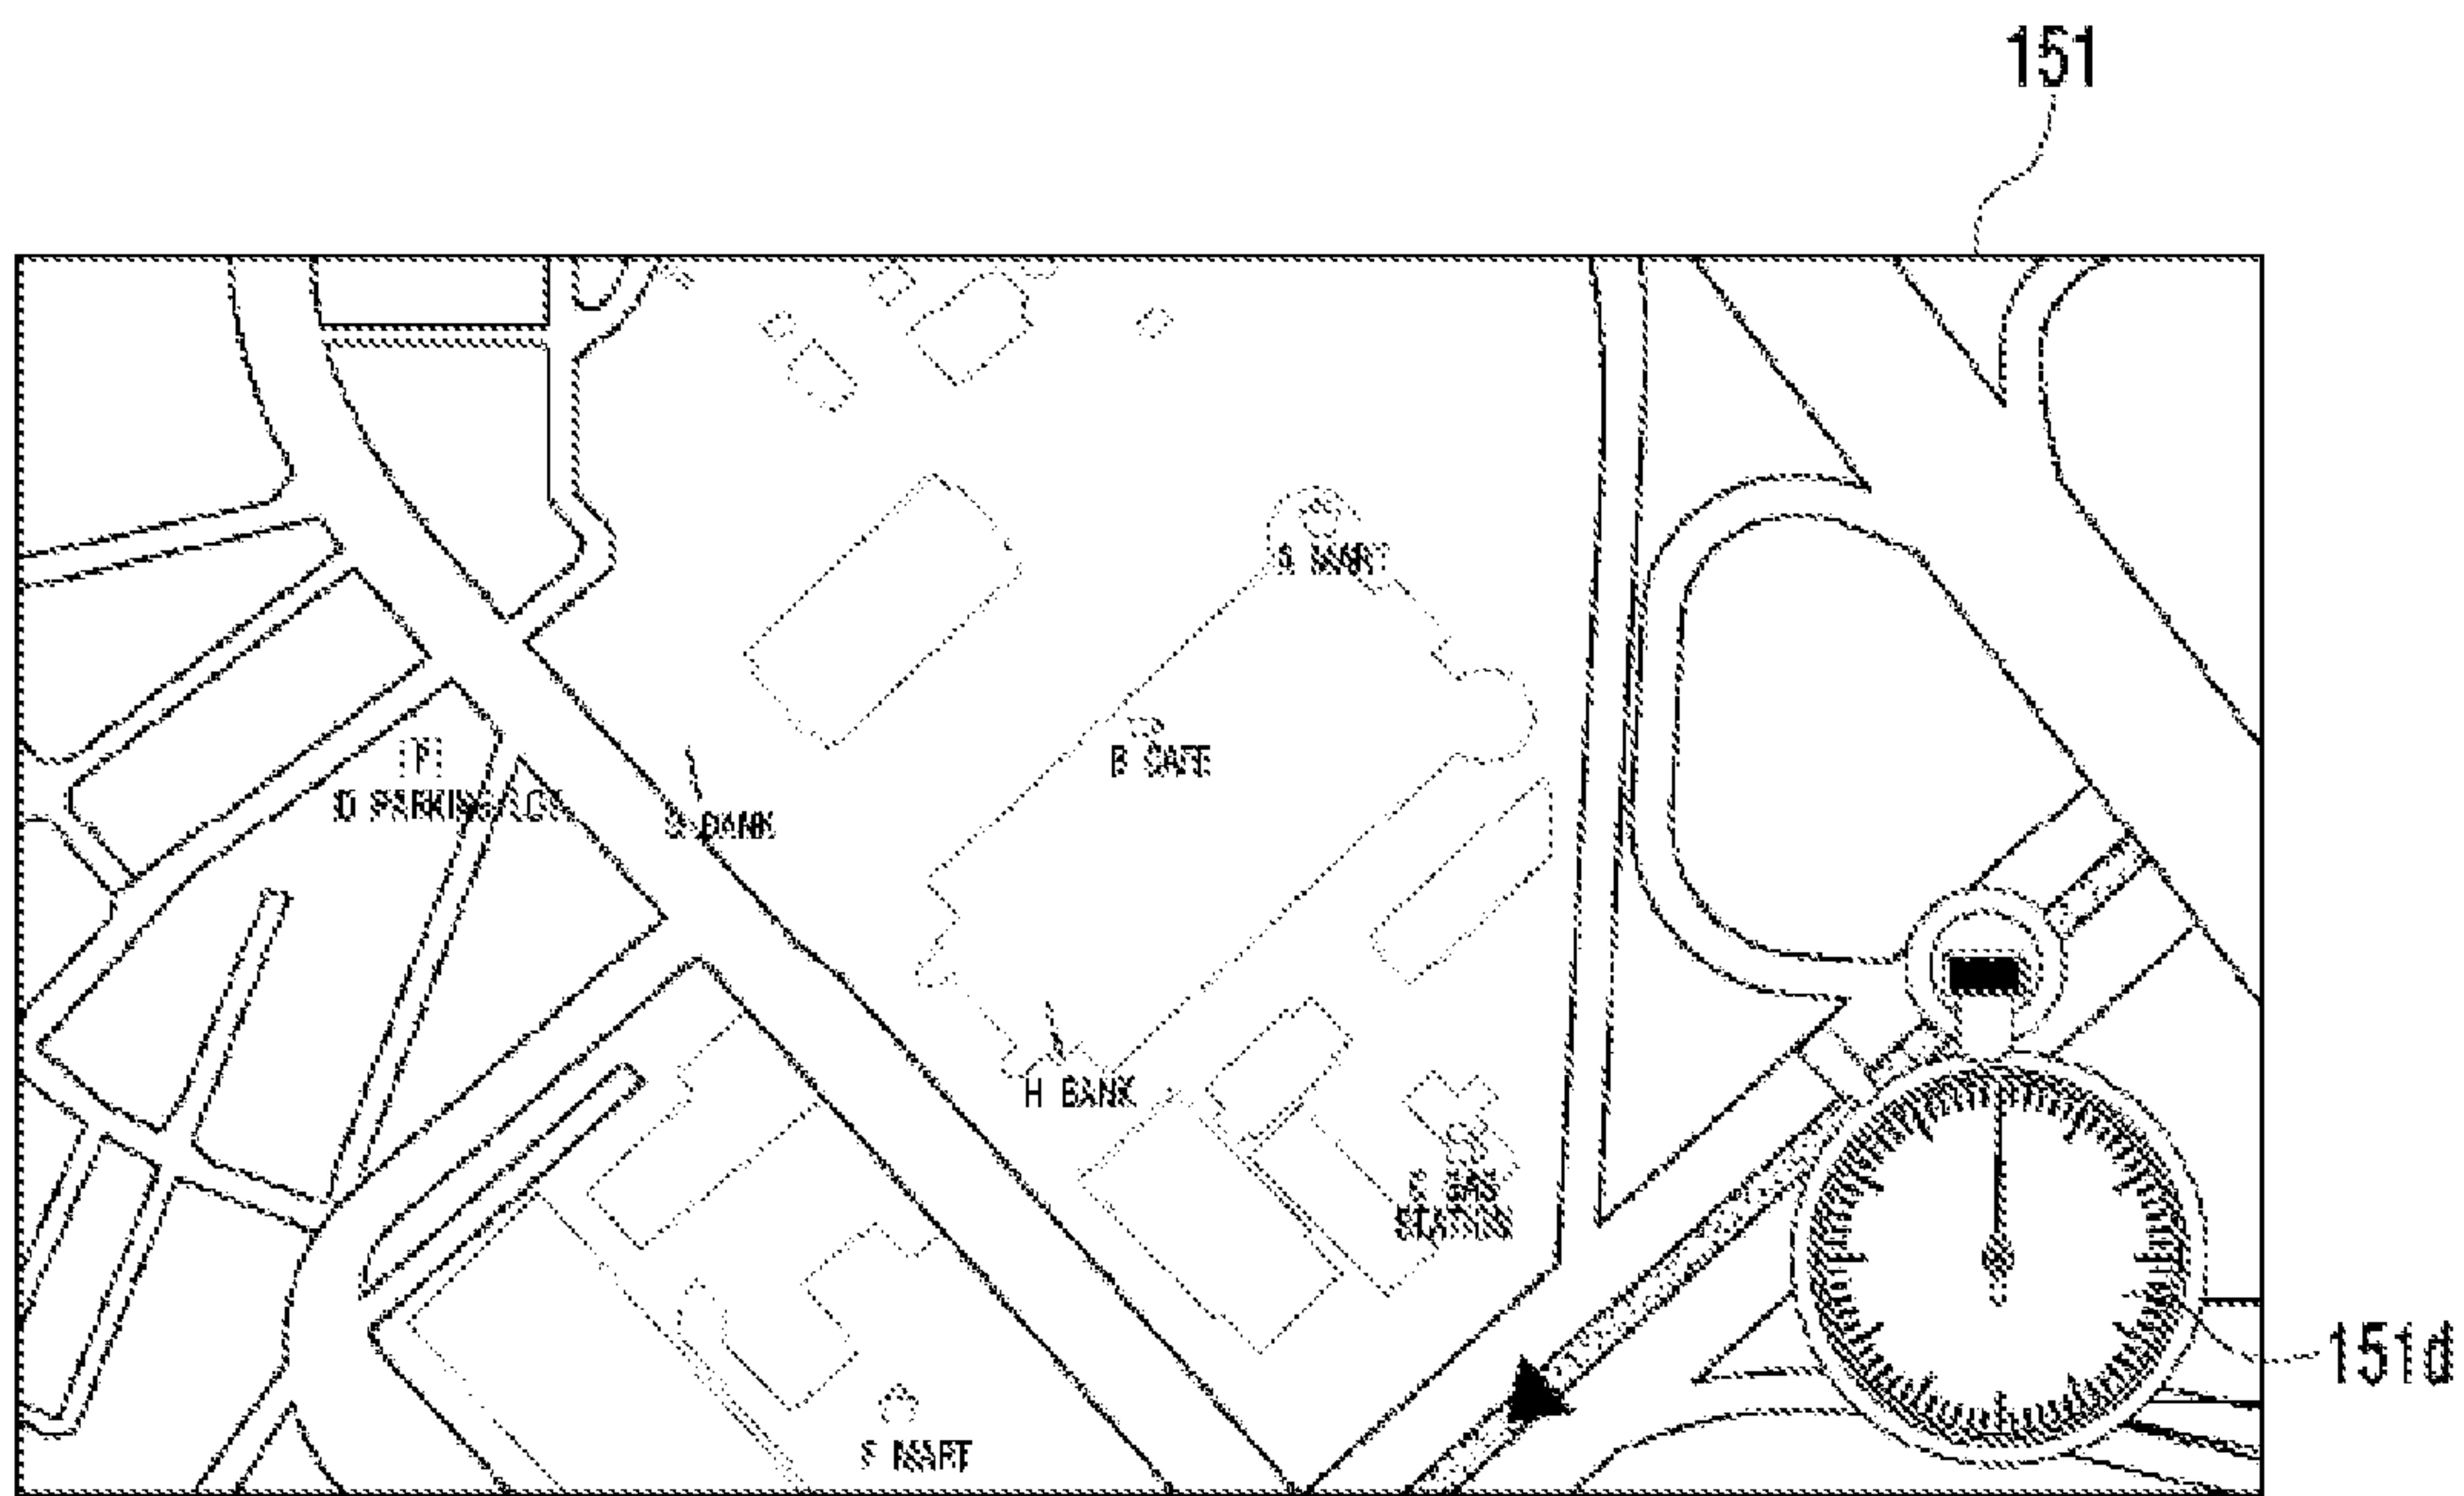 151
MART
P
B CAFE
D PARKING LOT
BANK
H BANK
STATION
MART
151d